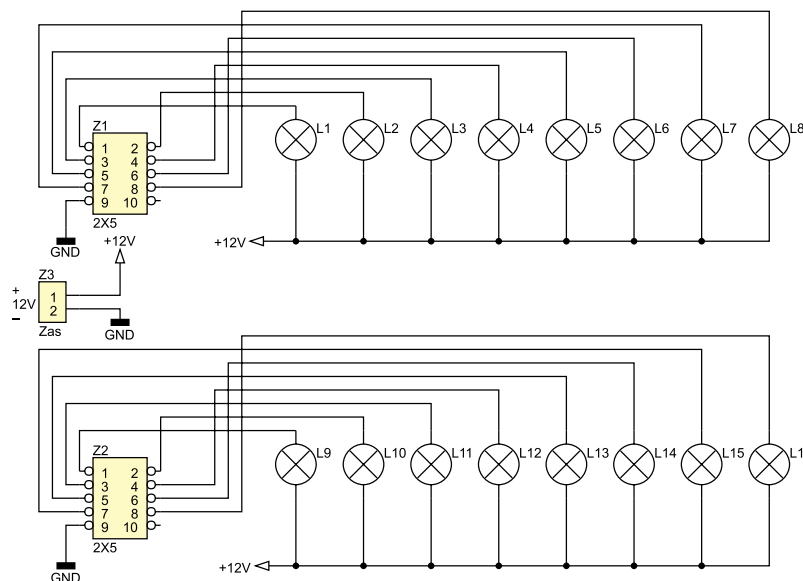 Z1
1 2
3 4
5 6
7 8
9 10
2X5
GND
L1 L2 L3 L4 L5 L6 L7 L8
+12V
+12V
Z3
+
12V
–
1
2
Zas
GND
Z2
1 2
3 4
5 6
7 8
9 10
2X5
GND
L9 L10 L11 L12 L13 L14 L15 L1
+12V